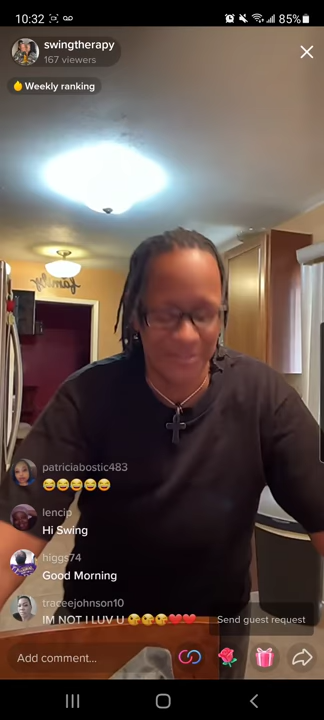 10:32
85%
swingtherapy
167 viewers
Weekly ranking
family
patriciabostic483
😂😂😂😂😂
lencip
Hi Swing
higgs74
Good Morning
traceejohnson10
IM NOT I LUV U 😘😘😘❤️❤️
Send guest request
Add comment...